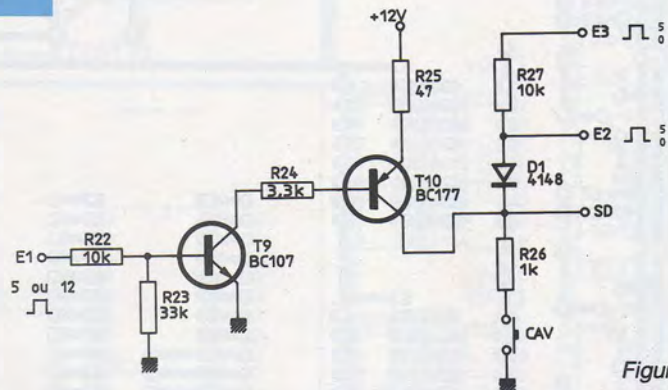 +12V
R25
47
E3 5
0
R27
10k
E2 5
0
D1
4148
R24
3,3k
T10
BC177
SD
E1
R22
10k
T9
BC107
R26
1k
5 ou 12
R23
33k
CAV
Figur